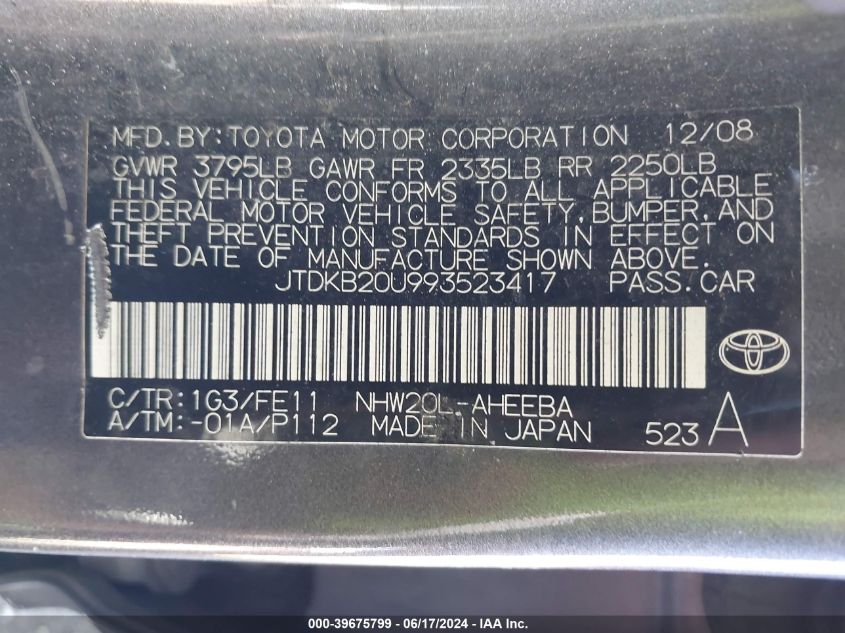 MFD.BY:TOYOTA MOTOR CORPORATION 12/08
GVWR 3795LB GAWR FR 2335LB RR 2250LB
THIS VEHICLE CONFORMS TO ALL APPLICABLE
FEDERAL MOTOR VEHICLE SAFETY,BUMPER,AND
THEFT PREVENTION STANDARDS IN EFFECT ON
THE DATE OF MANUFACTURE SHOWN ABOVE.
JTDKB20U993523417 PASS.CAR
C/TR:1G3/FE11 NHW20L-AHEEBA
A/TM:-01A/P112 MADE IN JAPAN 523 A
000-39675799 - 06/17/2024 - IAA Inc.